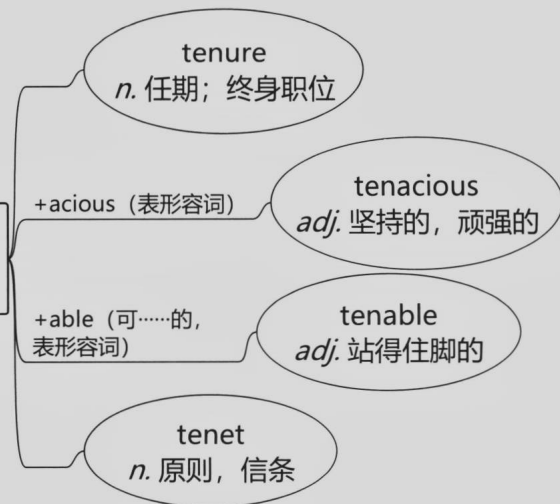 tenure
n. 任期；终身职位
+acious（表形容词）
tenacious
adj. 坚持的，顽强的
+able（可……的，
表形容词）
tenable
adj. 站得住脚的
tenet
n. 原则，信条